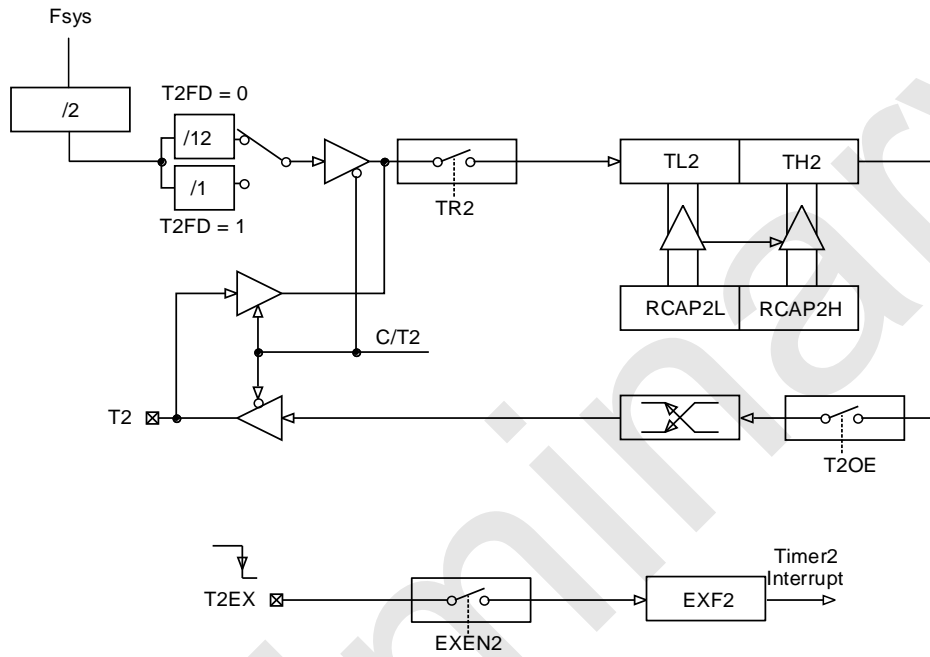 Fsys
/2
T2FD = 0
/12
/1
T2FD = 1
TR2
TL2
TH2
RCAP2L
RCAP2H
C/T2
T2
T2OE
T2EX
EXEN2
EXF2
Timer2
Interrupt
iminary